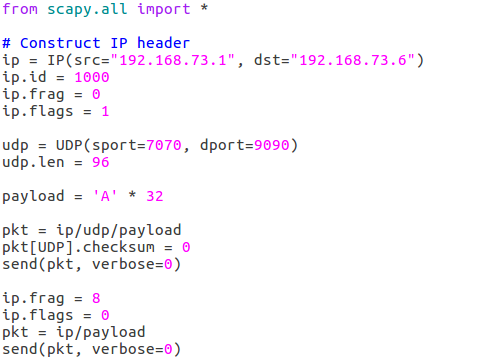 from scapy.all import *
# Construct IP header
ip = IP(src="192.168.73.1", dst="192.168.73.6")
ip.id = 1000
ip.frag = 0
ip.flags = 1
udp = UDP(sport=7070, dport=9090)
udp.len = 96
payload = 'A' * 32
pkt = ip/udp/payload
pkt[UDP].checksum = 0
send(pkt, verbose=0)
ip.frag = 8
ip.flags = 0
pkt = ip/payload
send(pkt, verbose=0)